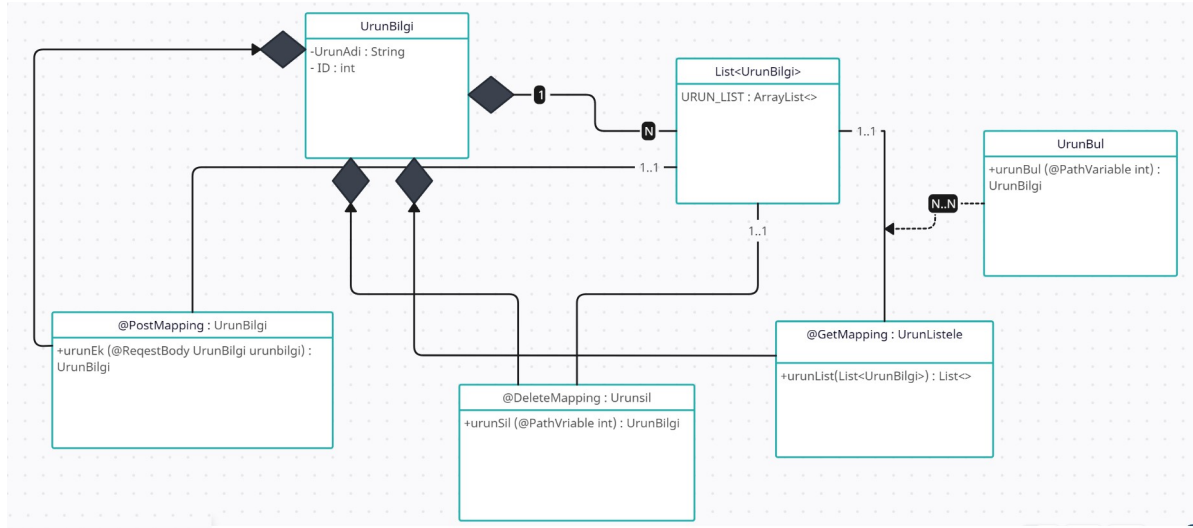 UrunBilgi
-UrunAdi : String
- ID : int
1
N
List<UrunBilgi>
URUN_LIST : ArrayList<>
1..1
1..1
1..1
UrunBul
+urunBul (@PathVariable int) :
UrunBilgi
N..N
@PostMapping : UrunBilgi
+urunEk (@ReqestBody UrunBilgi urunbilgi) :
UrunBilgi
@DeleteMapping : Urunsil
+urunSil (@PathVriable int) : UrunBilgi
@GetMapping : UrunListele
+urunList(List<UrunBilgi>) : List<>